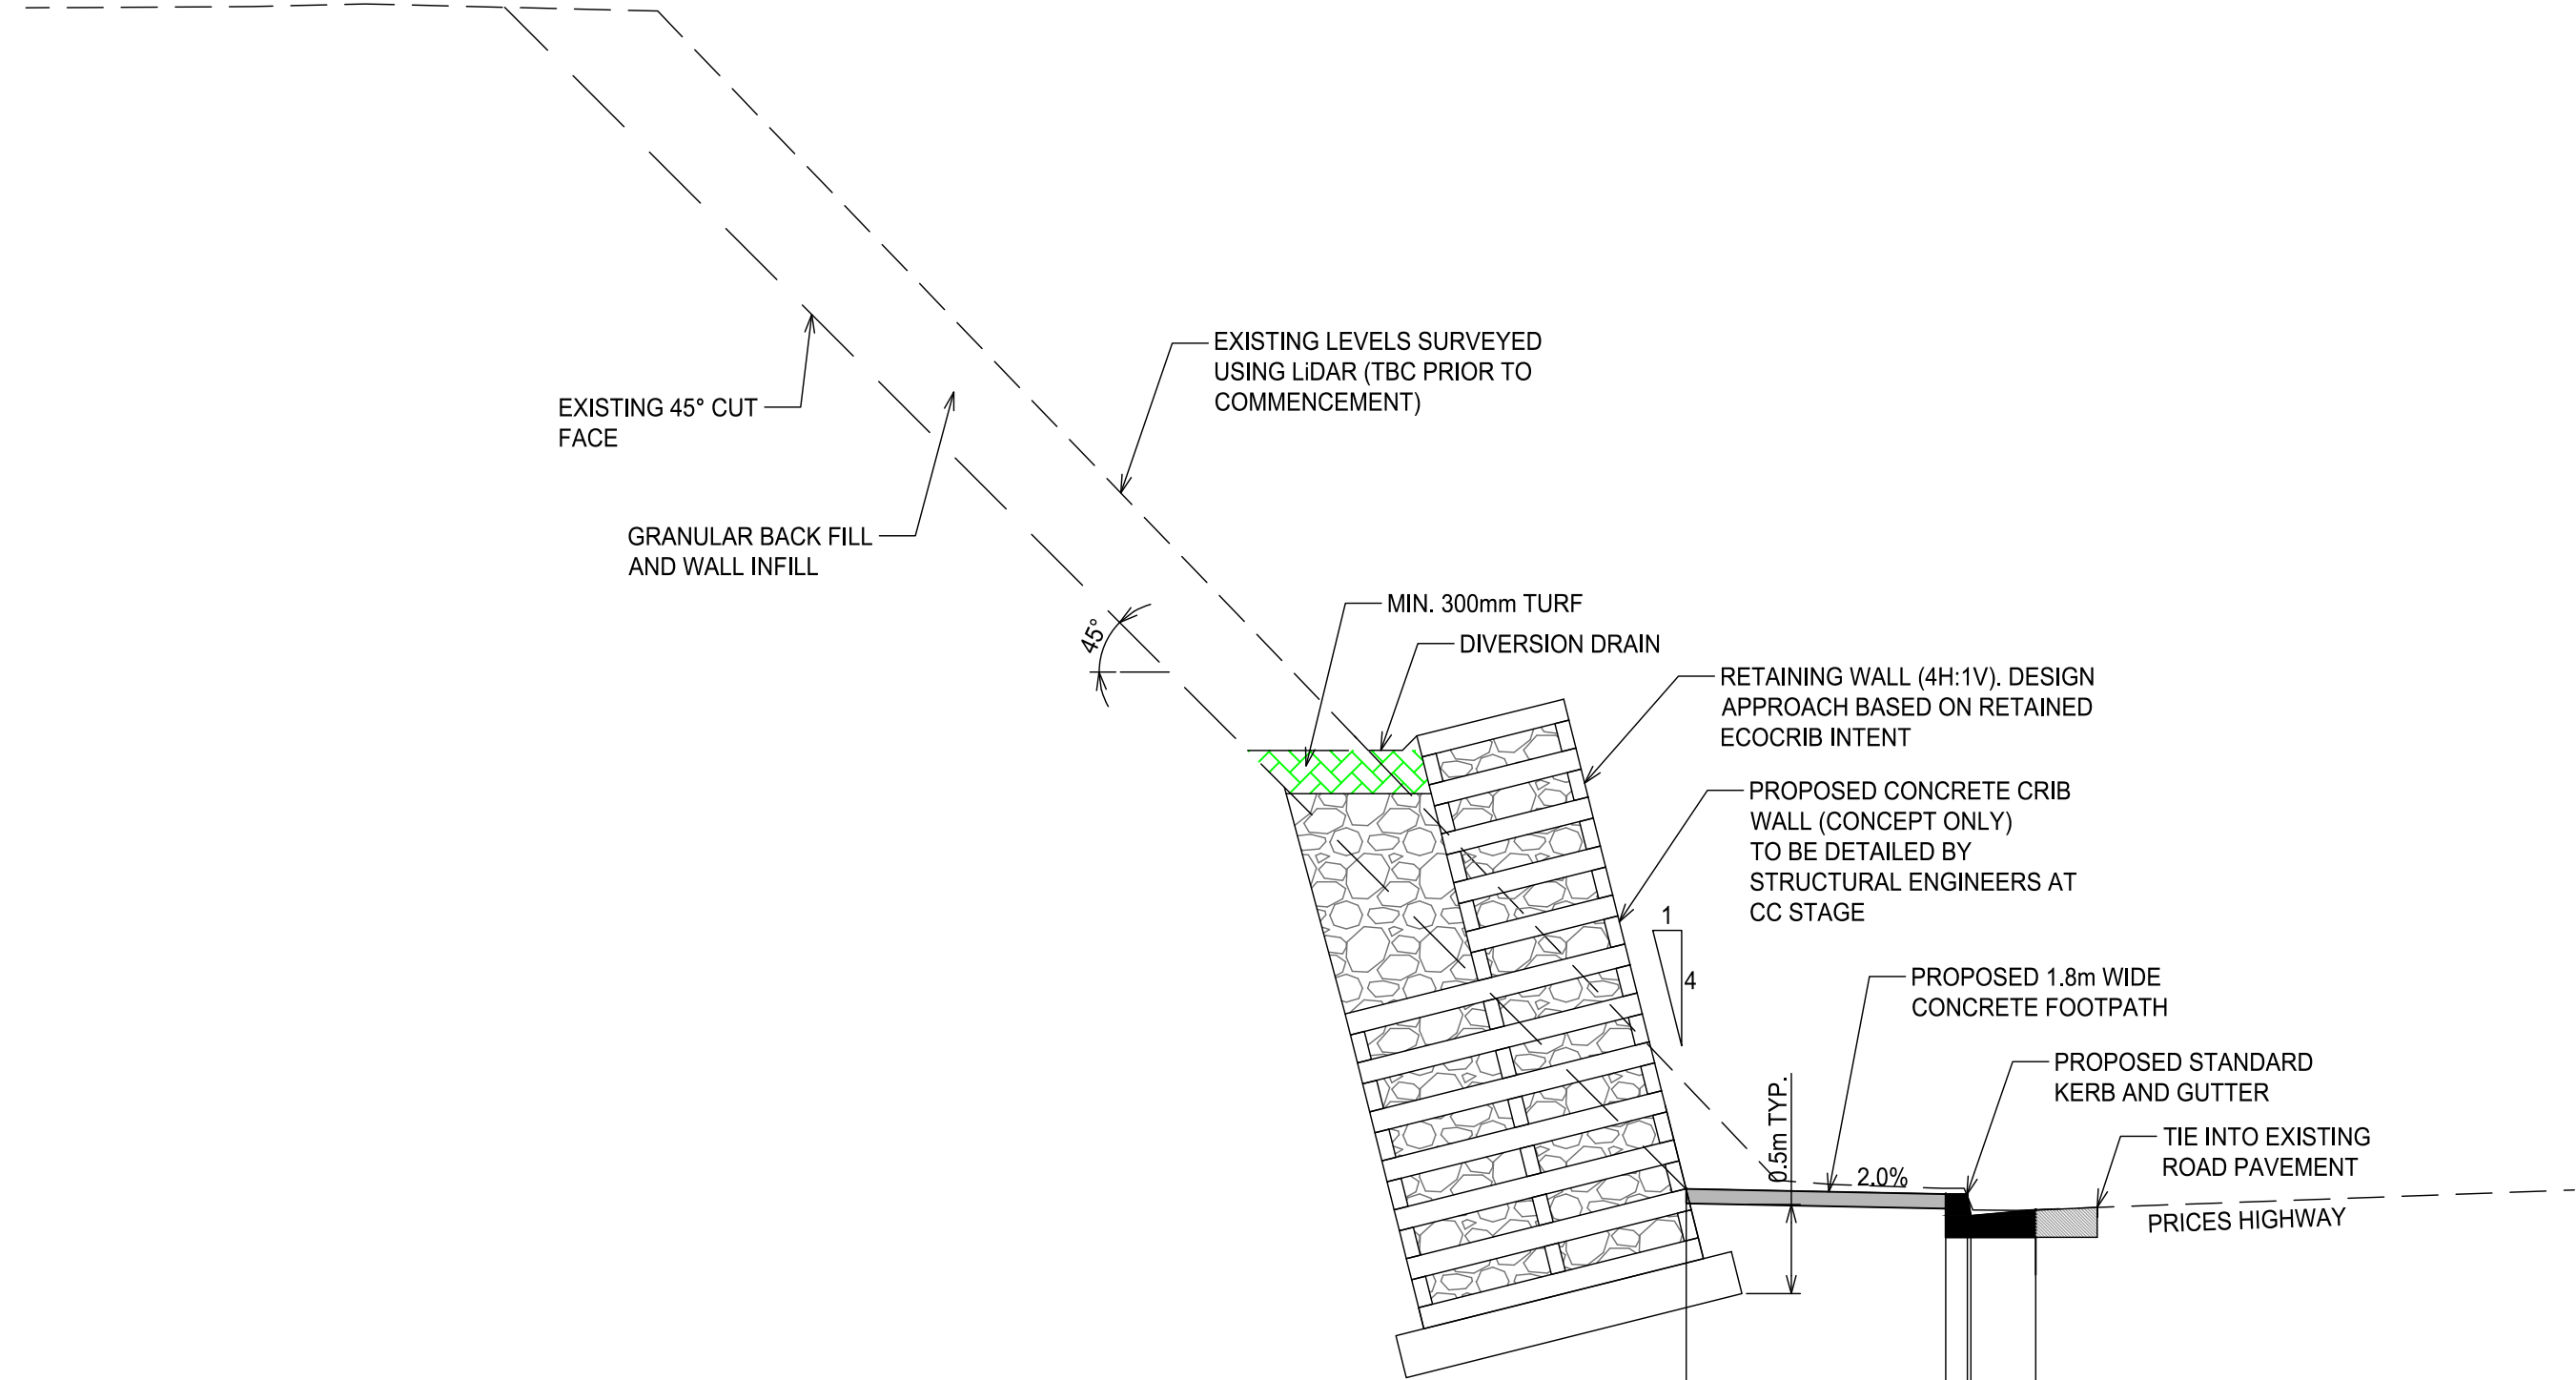 EXISTING LEVELS SURVEYED
USING LiDAR (TBC PRIOR TO
COMMENCEMENT)
EXISTING 45° CUT
FACE
GRANULAR BACK FILL
AND WALL INFILL
45°
MIN. 300mm TURF
DIVERSION DRAIN
RETAINING WALL (4H:1V). DESIGN
APPROACH BASED ON RETAINED
ECOCRIB INTENT
PROPOSED CONCRETE CRIB
WALL (CONCEPT ONLY)
TO BE DETAILED BY
STRUCTURAL ENGINEERS AT
CC STAGE
1
4
PROPOSED 1.8m WIDE
CONCRETE FOOTPATH
PROPOSED STANDARD
KERB AND GUTTER
0.5m TYP.
TIE INTO EXISTING
ROAD PAVEMENT
2.0%
PRICES HIGHWAY